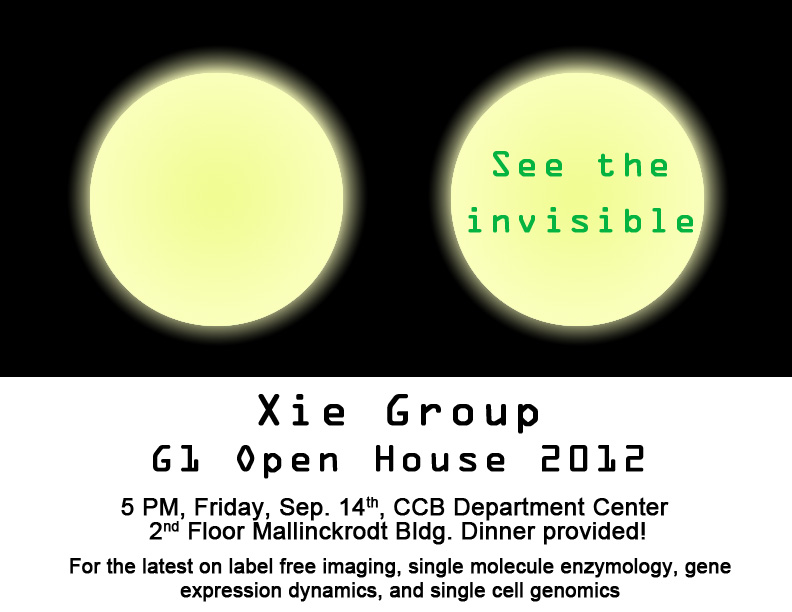 See the
invisible
Xie Group
G1 Open House 2012
5 PM, Friday, Sep. 14th, CCB Department Center
2nd Floor Mallinckrodt Bldg. Dinner provided!
For the latest on label free imaging, single molecule enzymology, gene
expression dynamics, and single cell genomics